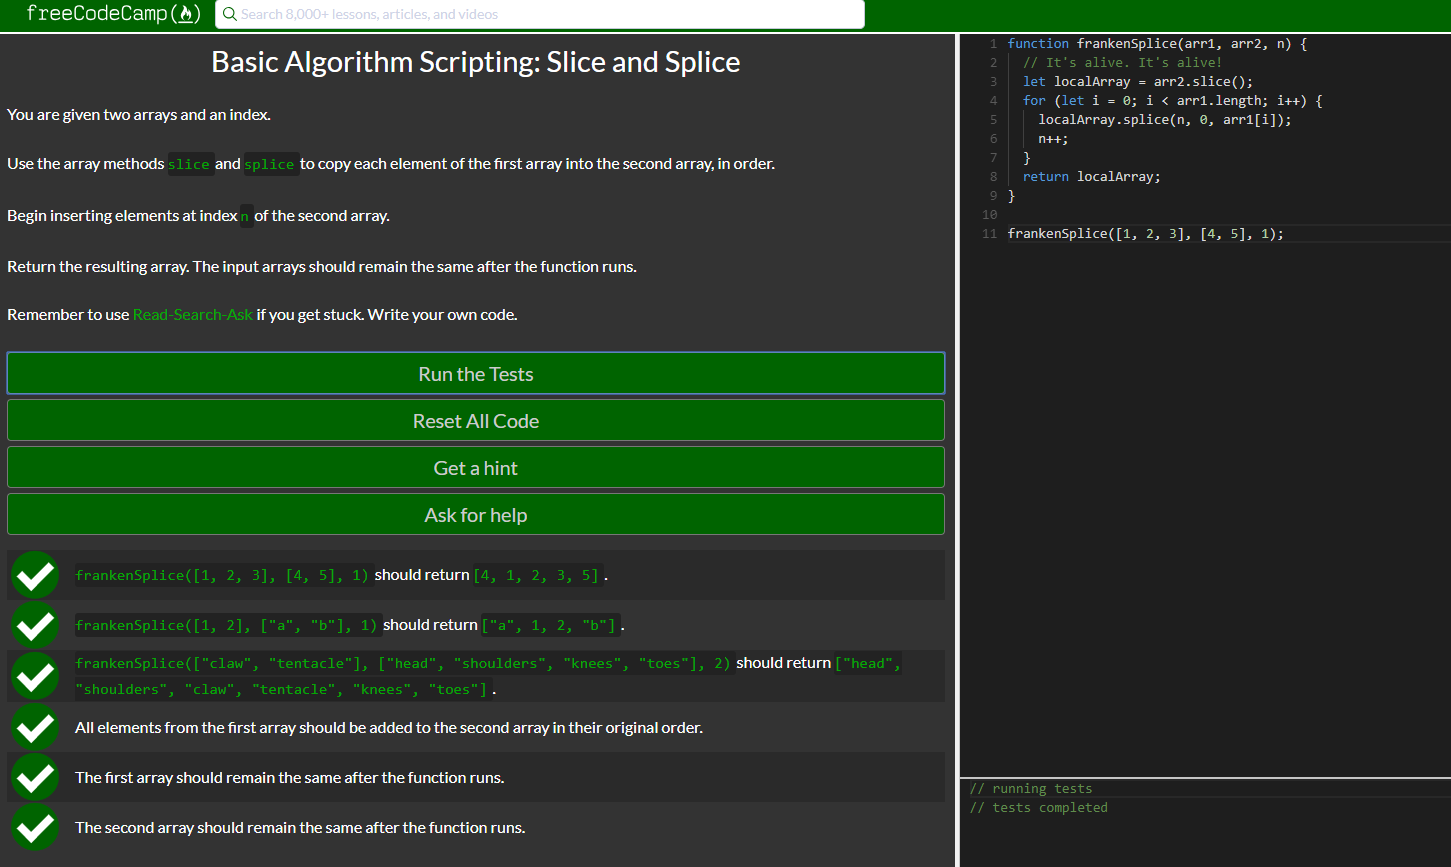 freeCodeCamp
Search 8,000+ lessons, articles, and videos
Basic Algorithm Scripting: Slice and Splice
You are given two arrays and an index.
Use the array methods slice and splice to copy each element of the first array into the second array, in order.
Begin inserting elements at index n of the second array.
Return the resulting array. The input arrays should remain the same after the function runs.
Remember to use Read-Search-Ask if you get stuck. Write your own code.
Run the Tests
Reset All Code
Get a hint
Ask for help
frankenSplice([1, 2, 3], [4, 5], 1) should return [4, 1, 2, 3, 5] .
frankenSplice([1, 2], ["a", "b"], 1) should return ["a", 1, 2, "b"] .
frankenSplice(["claw", "tentacle"], ["head", "shoulders", "knees", "toes"], 2) should return ["head",
"shoulders", "claw", "tentacle", "knees", "toes"] .
All elements from the first array should be added to the second array in their original order.
The first array should remain the same after the function runs.
The second array should remain the same after the function runs.
1 function frankenSplice(arr1, arr2, n) {
2 // It's alive. It's alive!
3 let localArray = arr2.slice();
4 for (let i = 0; i < arr1.length; i++) {
5 localArray.splice(n, 0, arr1[i]);
6 n++;
7 }
8 return localArray;
9 }
10
11 frankenSplice([1, 2, 3], [4, 5], 1);
// running tests
// tests completed